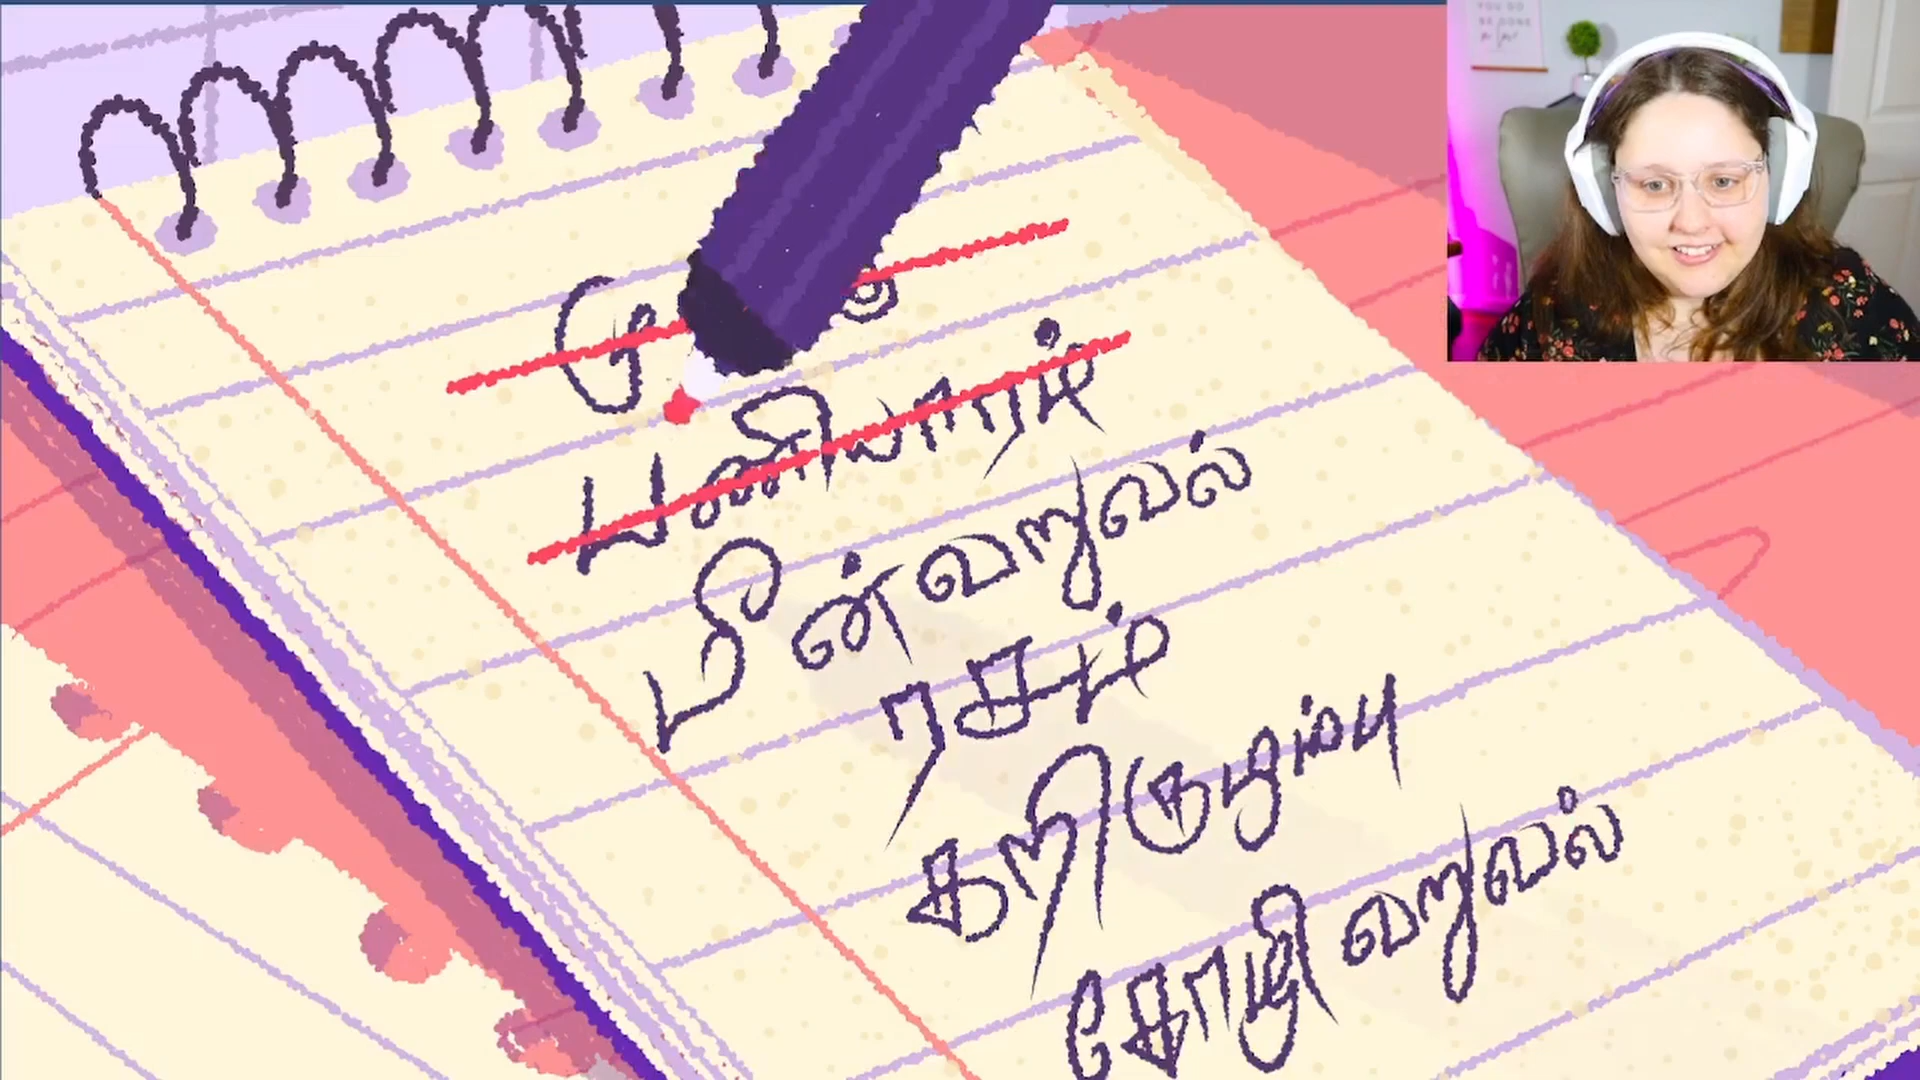 பணியாரம்
மீன் வறுவல்
ரசம்
கறி குழம்பு
கோழி வறுவல்